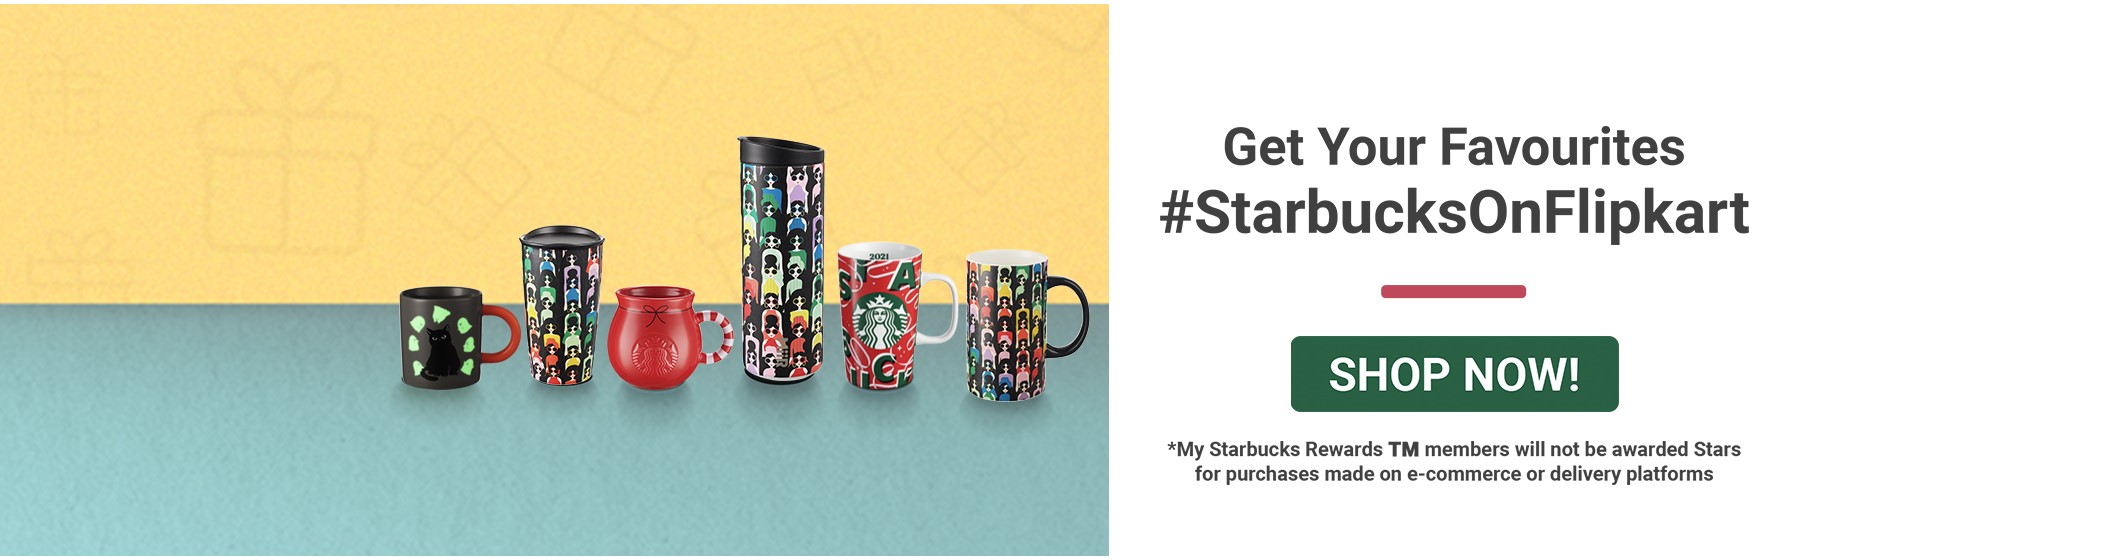 Get Your Favourites
#StarbucksOnFlipkart
SHOP NOW!
*My Starbucks Rewards TM members will not be awarded Stars
for purchases made on e-commerce or delivery platforms
2021